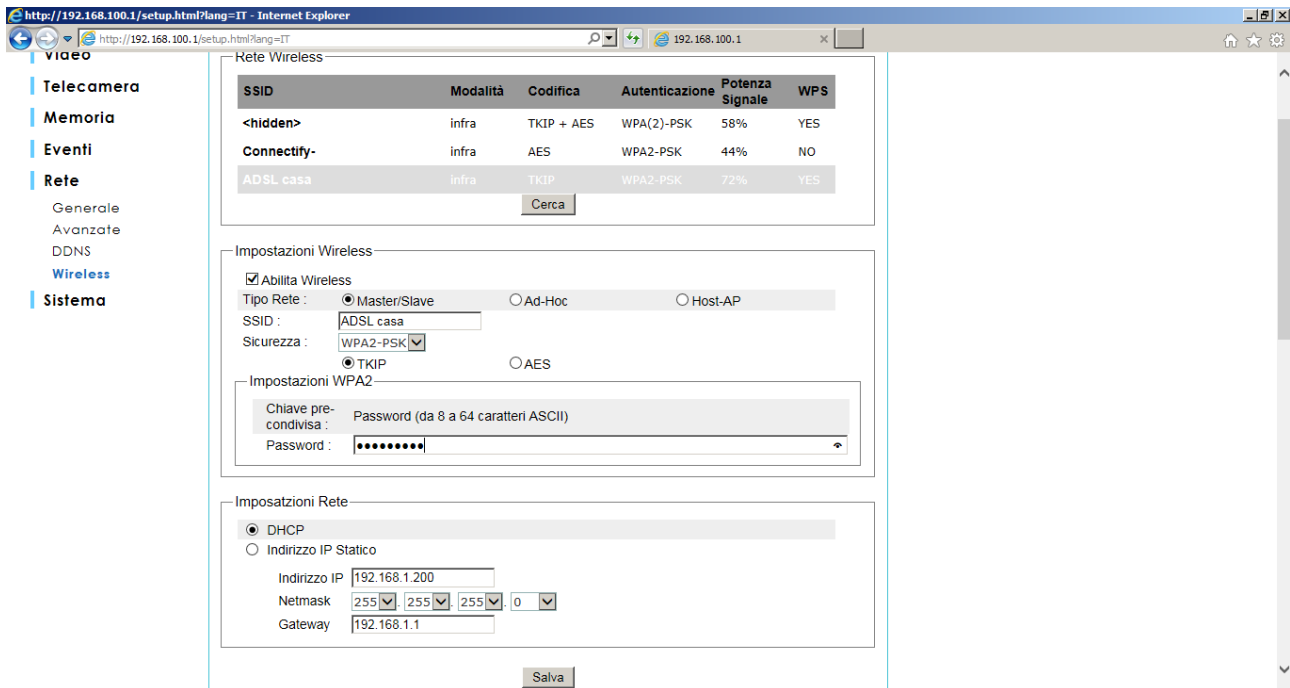 http://192.168.100.1/setup.html?lang=IT - Internet Explorer
http://192.168.100.1/setup.html?lang=IT
192.168.100.1
Video
Telecamera
Memoria
Eventi
Rete
Generale
Avanzate
DDNS
Wireless
Sistema
Rete Wireless
SSID Modalità Codifica Autenticazione Potenza Segnale WPS
<hidden> infra TKIP + AES WPA(2)-PSK 58% YES
Connectify- infra AES WPA2-PSK 44% NO
ADSL casa infra TKIP WPA2-PSK 72% YES
Cerca
Impostazioni Wireless
Abilita Wireless
Tipo Rete : Master/Slave Ad-Hoc Host-AP
SSID : ADSL casa
Sicurezza : WPA2-PSK
TKIP AES
Impostazioni WPA2
Chiave pre-
condivisa : Password (da 8 a 64 caratteri ASCII)
Password : •••••••••
Imposatzioni Rete
DHCP
Indirizzo IP Statico
Indirizzo IP 192.168.1.200
Netmask 255 . 255 . 255 . 0
Gateway 192.168.1.1
Salva